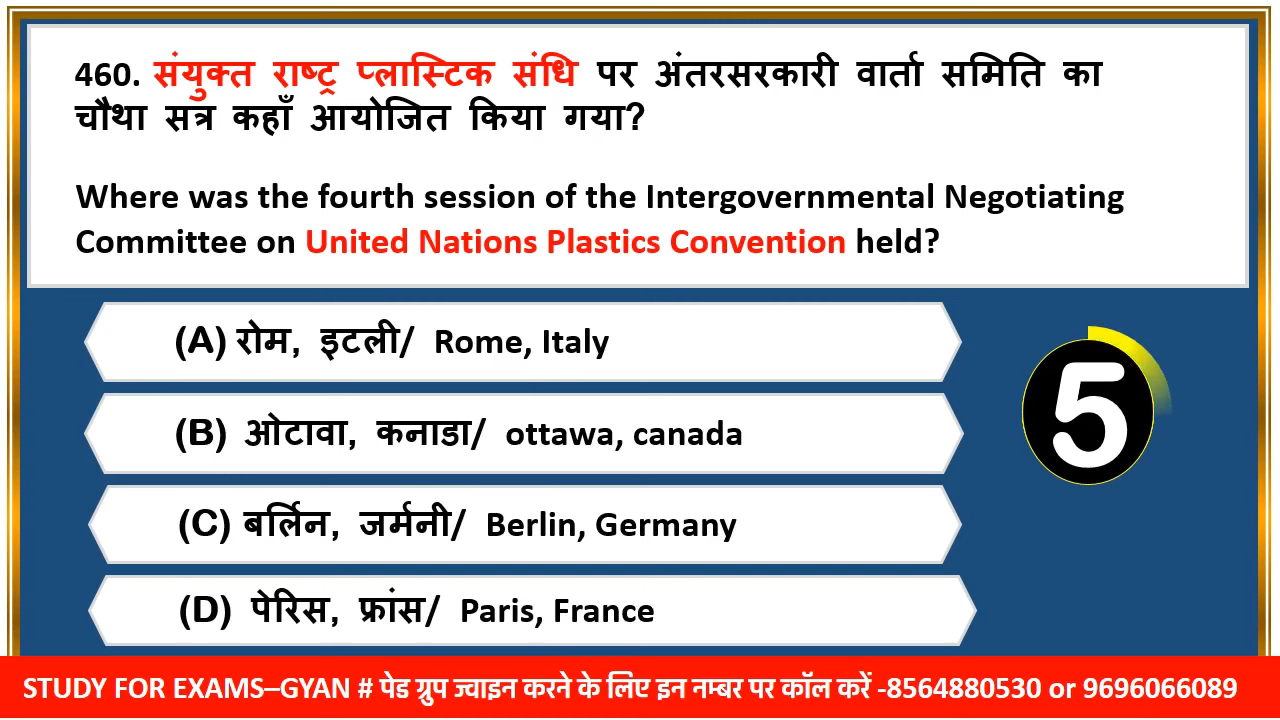 460. संयुक्त राष्ट्र प्लास्टिक संधि पर अंतरसरकारी वार्ता समिति का
चौथा सत्र कहाँ आयोजित किया गया?
Where was the fourth session of the Intergovernmental Negotiating
Committee on United Nations Plastics Convention held?
(A) रोम, इटली/ Rome, Italy
(B) ओटावा, कनाडा/ ottawa, canada
(C) बर्लिन, जर्मनी/ Berlin, Germany
(D) पेरिस, फ्रांस/ Paris, France
5
STUDY FOR EXAMS–GYAN # पेड ग्रुप ज्वाइन करने के लिए इन नम्बर पर कॉल करें -8564880530 or 9696066089